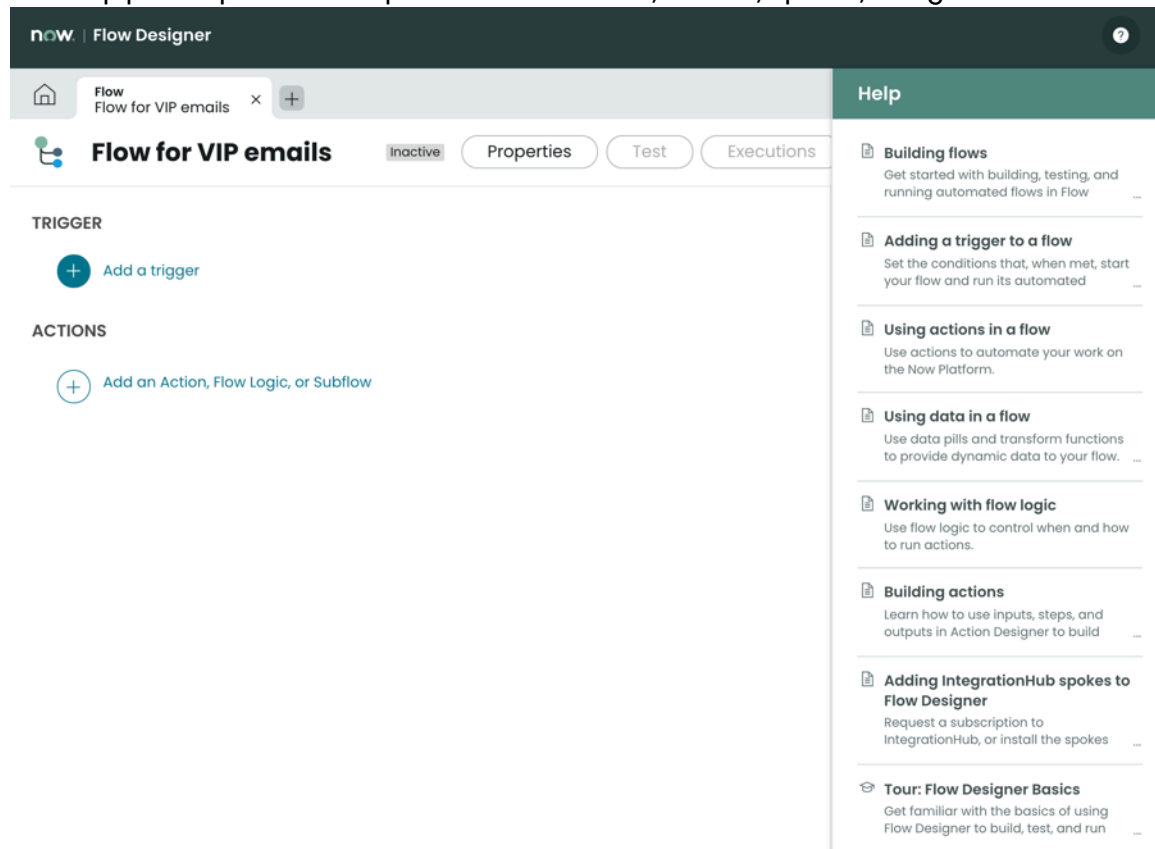 now. | Flow Designer
?
Flow
Flow for VIP emails × +
Flow for VIP emails Inactive Properties Test Executions
TRIGGER
+ Add a trigger
ACTIONS
+ Add an Action, Flow Logic, or Subflow
Help
Building flows
Get started with building, testing, and
running automated flows in Flow ...
Adding a trigger to a flow
Set the conditions that, when met, start
your flow and run its automated ...
Using actions in a flow
Use actions to automate your work on
the Now Platform.
Using data in a flow
Use data pills and transform functions
to provide dynamic data to your flow. ...
Working with flow logic
Use flow logic to control when and how
to run actions.
Building actions
Learn how to use inputs, steps, and
outputs in Action Designer to build ...
Adding IntegrationHub spokes to
Flow Designer
Request a subscription to
IntegrationHub, or install the spokes ...
Tour: Flow Designer Basics
Get familiar with the basics of using
Flow Designer to build, test, and run ...